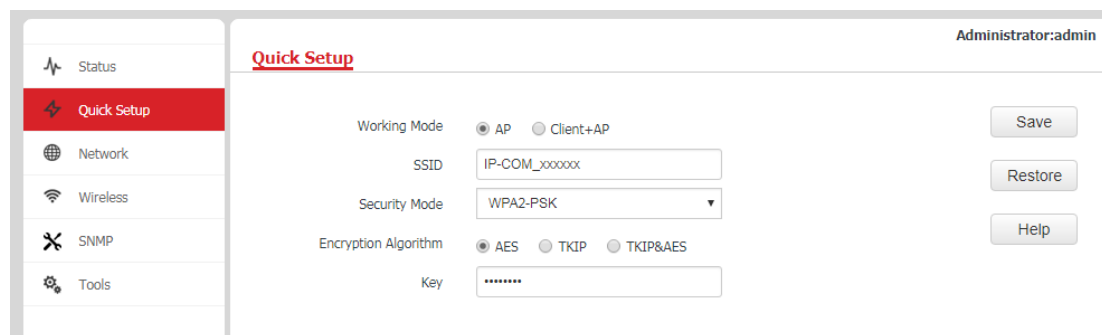 Administrator:admin
Quick Setup
Status
Quick Setup
Network
Wireless
SNMP
Tools
Working Mode AP Client+AP
SSID IP-COM_xxxxxx
Security Mode WPA2-PSK
Encryption Algorithm AES TKIP TKIP&AES
Key ••••••••
Save
Restore
Help